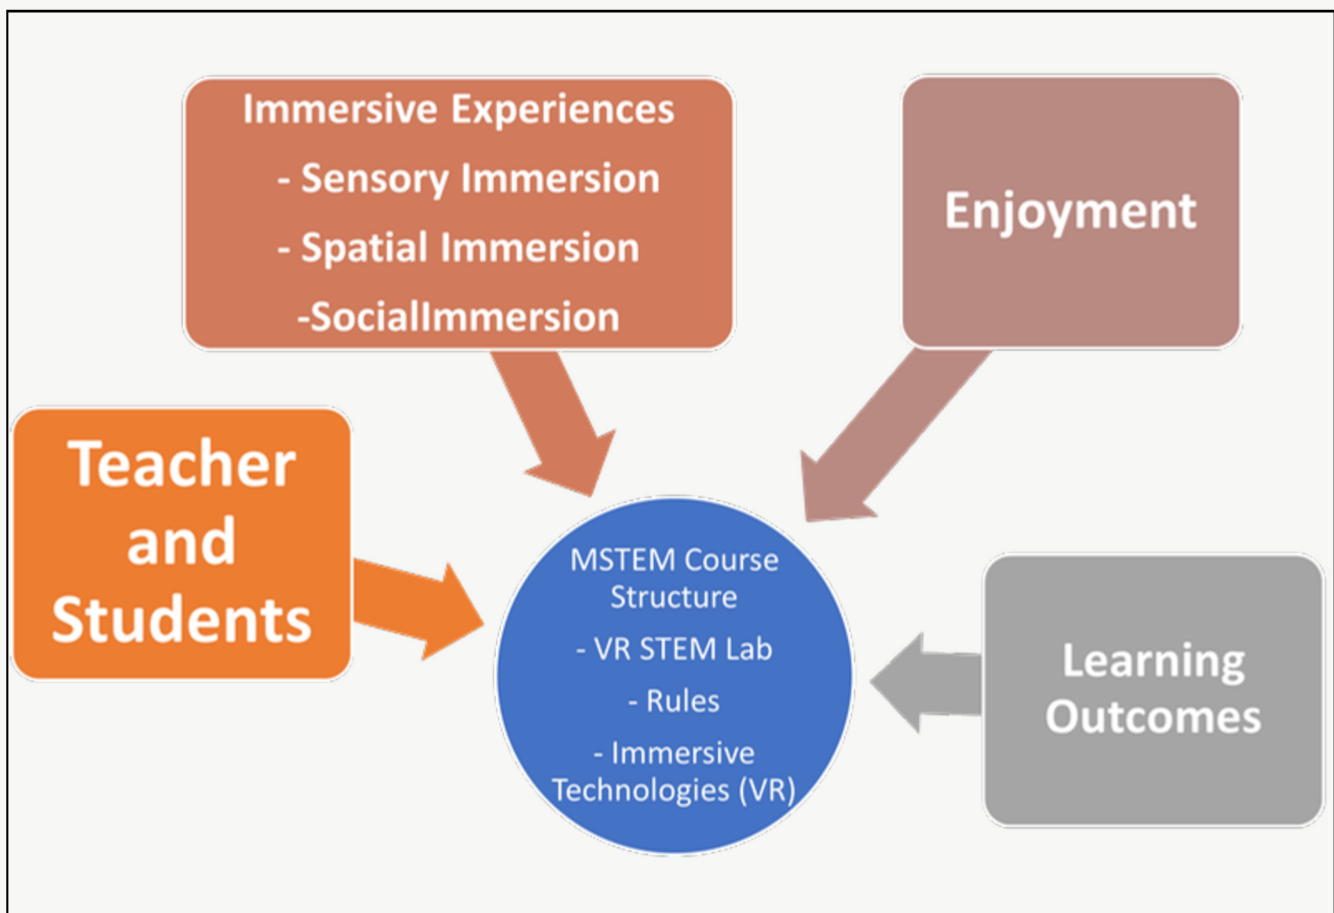 Immersive Experiences
- Sensory Immersion
- Spatial Immersion
-SocialImmersion
Enjoyment
Teacher
and
Students
MSTEM Course
Structure
- VR STEM Lab
- Rules
- Immersive
Technologies (VR)
Learning
Outcomes